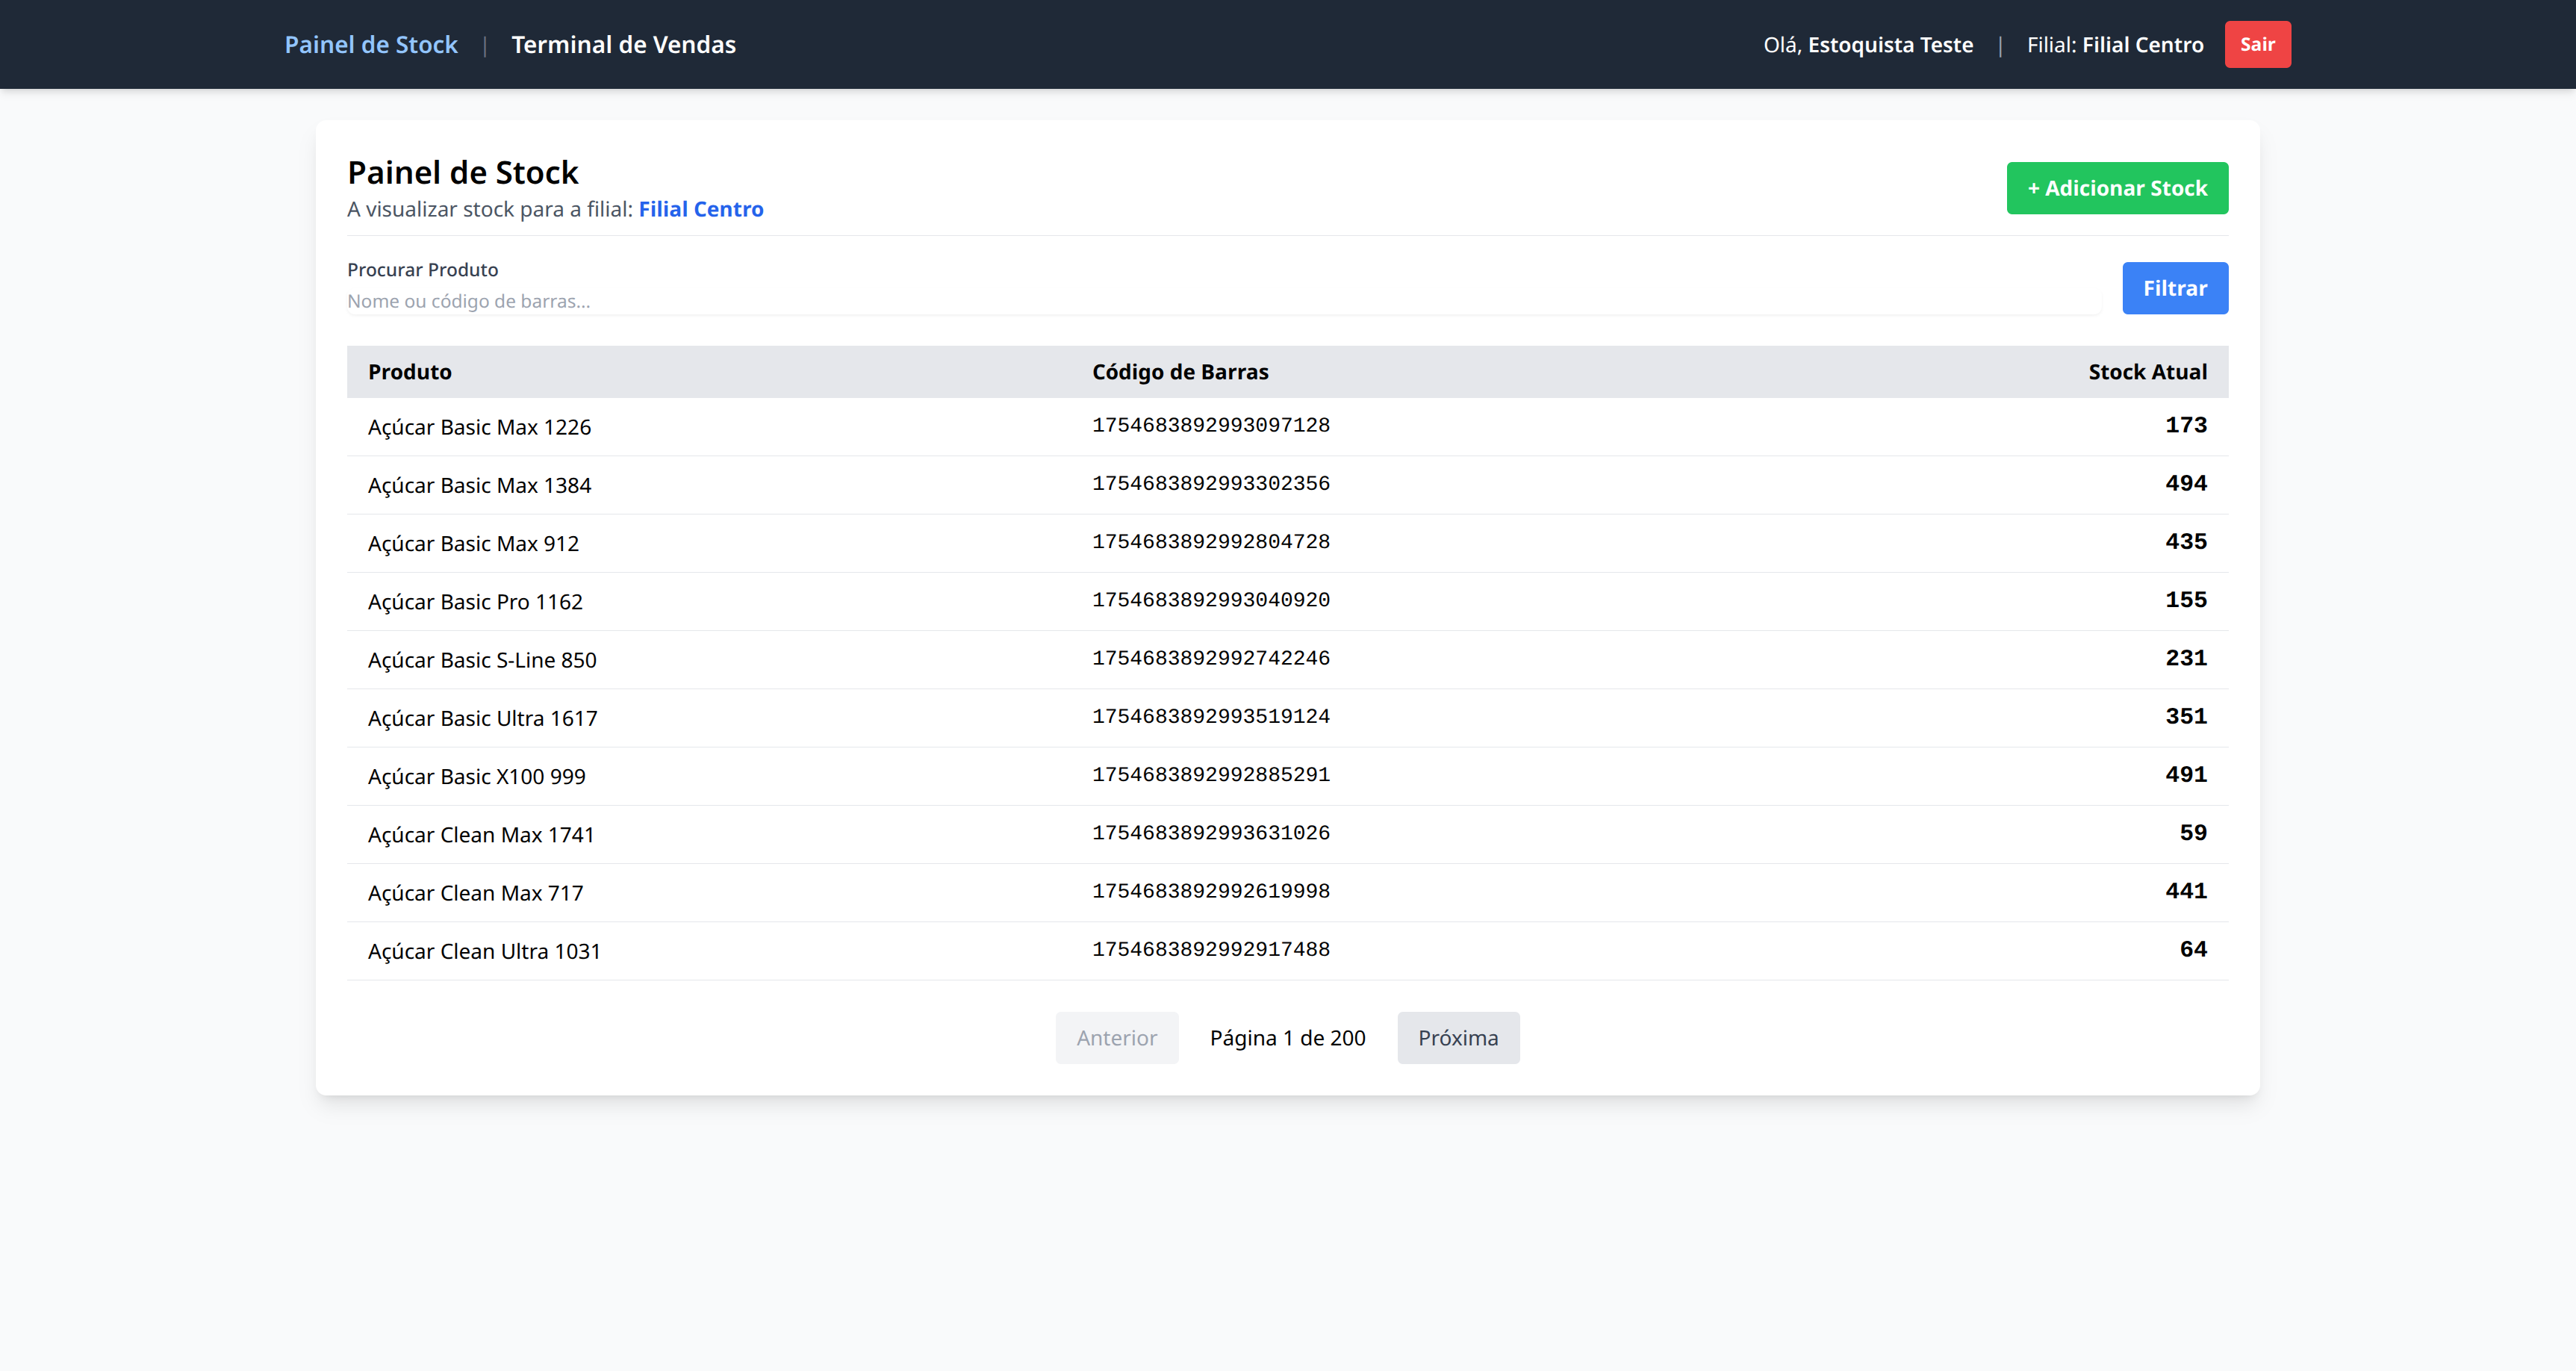 Painel de Stock | Terminal de Vendas Olá, Estoquista Teste | Filial: Filial Centro Sair
Painel de Stock
A visualizar stock para a filial: Filial Centro
+ Adicionar Stock
Procurar Produto
Nome ou código de barras...
Filtrar
Produto Código de Barras Stock Atual
Açúcar Basic Max 1226 1754683892993097128 173
Açúcar Basic Max 1384 1754683892993302356 494
Açúcar Basic Max 912 1754683892992804728 435
Açúcar Basic Pro 1162 1754683892993040920 155
Açúcar Basic S-Line 850 1754683892992742246 231
Açúcar Basic Ultra 1617 1754683892993519124 351
Açúcar Basic X100 999 1754683892992885291 491
Açúcar Clean Max 1741 1754683892993631026 59
Açúcar Clean Max 717 1754683892992619998 441
Açúcar Clean Ultra 1031 1754683892992917488 64
Anterior Página 1 de 200 Próxima